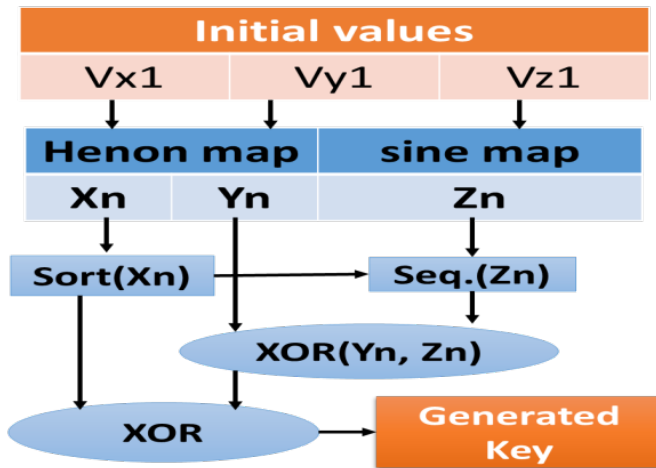 Initial values
Vx1 Vy1 Vz1
Henon map sine map
Xn Yn Zn
Sort(Xn) Seq.(Zn)
XOR(Yn, Zn)
XOR
Generated
Key